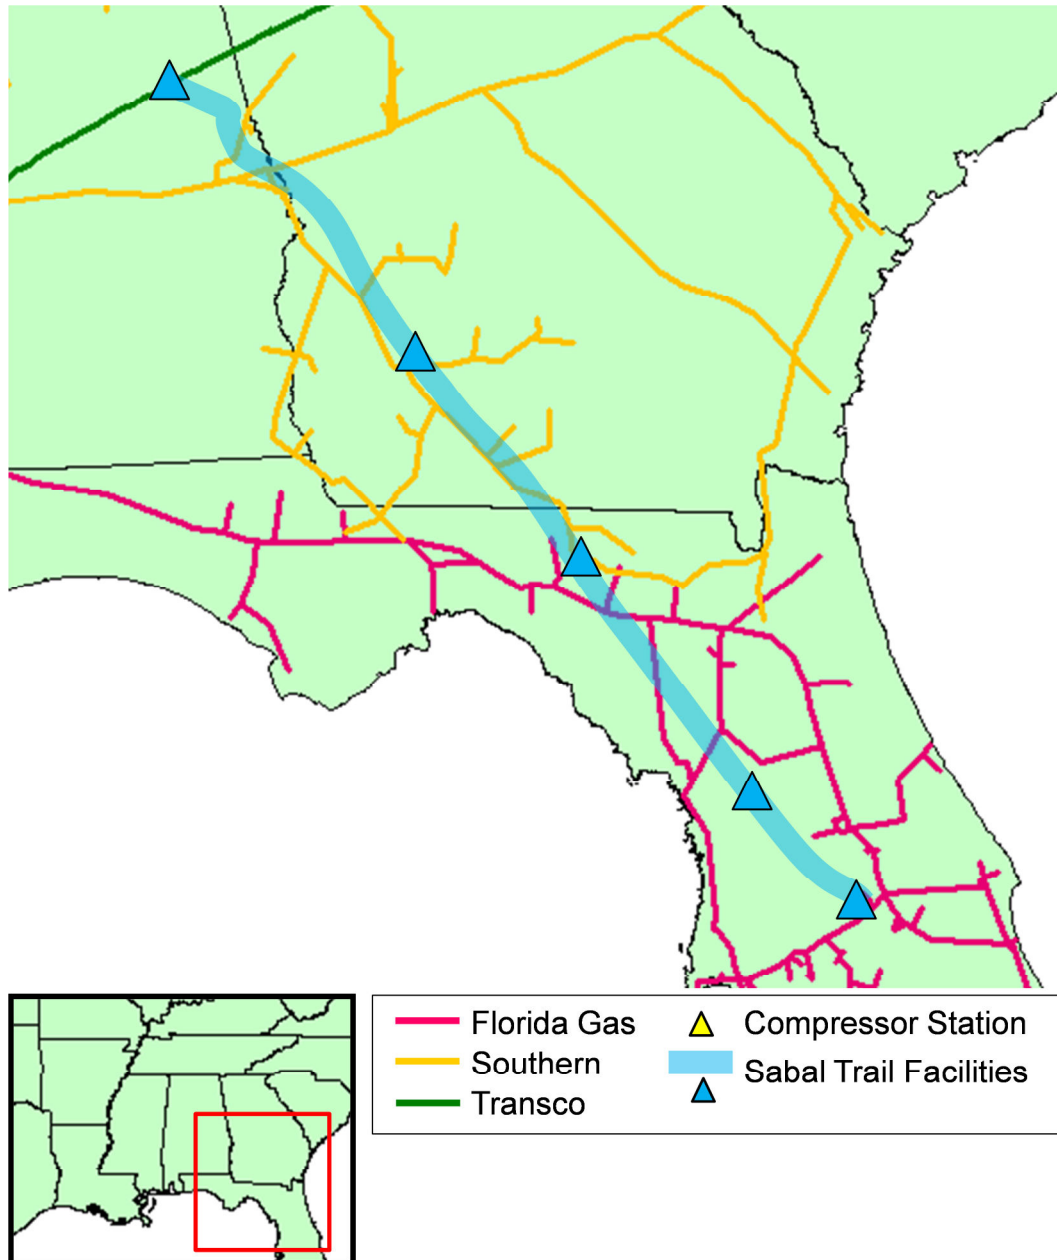 Florida Gas
Southern
Transco
Compressor Station
Sabal Trail Facilities